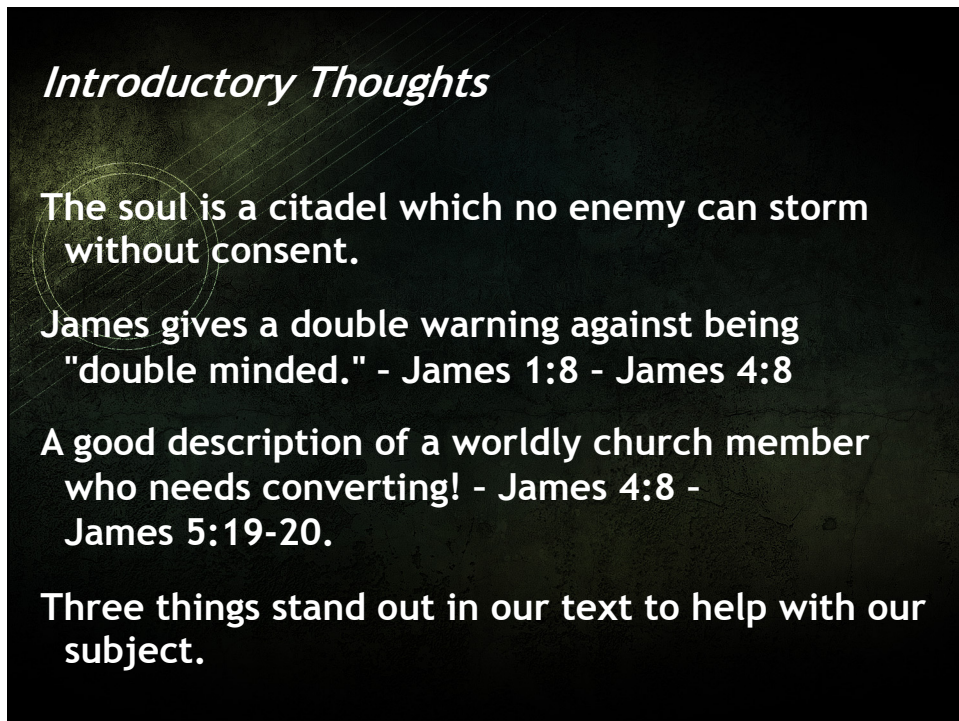 Introductory Thoughts
The soul is a citadel which no enemy can storm
without consent.
James gives a double warning against being
"double minded." – James 1:8 – James 4:8
A good description of a worldly church member
who needs converting! – James 4:8 –
James 5:19-20.
Three things stand out in our text to help with our
subject.